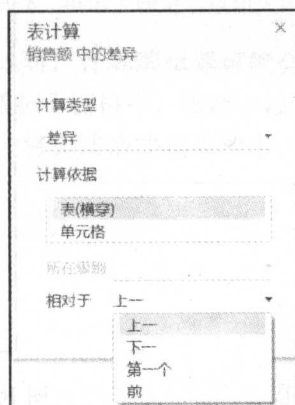 表计算
销售额 中的差异
计算类型
差异
计算依据
表(横穿)
单元格
所在级别
相对于 上一
上一
下一
第一个
前